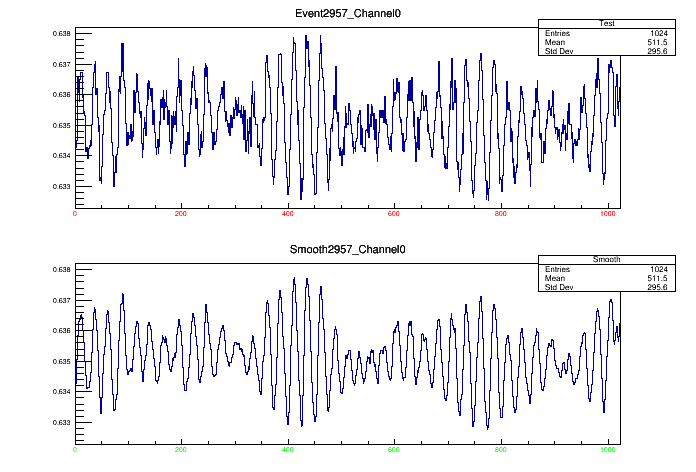 Event2957_Channel0
Test
Entries 1024
Mean 511.5
Std Dev 295.6
0.638
0.637
0.636
0.635
0.634
0.633
0 200 400 600 800 1000
Smooth2957_Channel0
Smooth
Entries 1024
Mean 511.5
Std Dev 295.6
0.638
0.637
0.636
0.635
0.634
0.633
0 200 400 600 800 1000